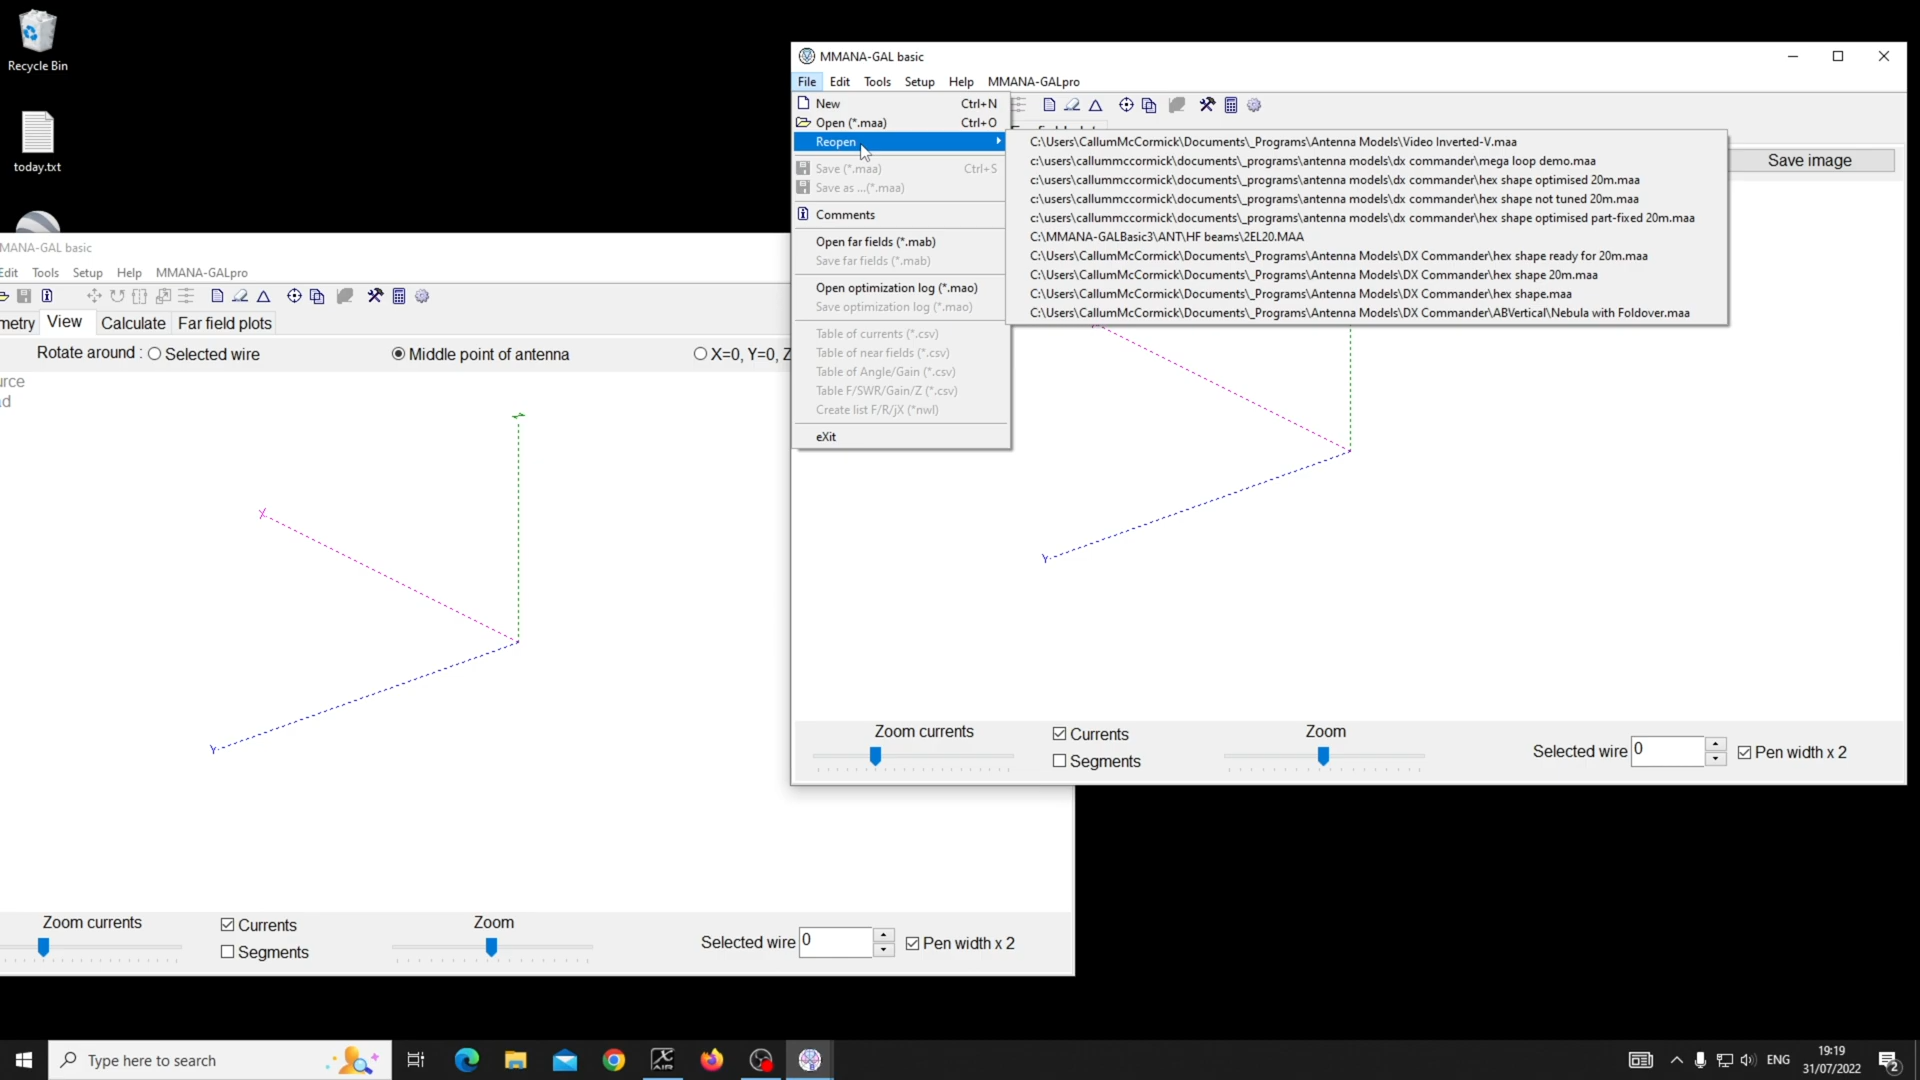 Recycle Bin
today.txt
MANA-GAL basic
Edit Tools Setup Help MMANA-GALpro
metry View Calculate Far field plots
Rotate around : Selected wire Middle point of antenna X=0, Y=0, Z
urce
d
X
Y
Zoom currents Currents Segments Zoom Selected wire 0 Pen width x 2
MMANA-GAL basic
File Edit Tools Setup Help MMANA-GALpro
New Ctrl+N
Open (*.maa) Ctrl+O
Reopen
Save (*.maa) Ctrl+S
Save as ...(*.maa)
Comments
Open far fields (*.mab)
Save far fields (*.mab)
Open optimization log (*.mao)
Save optimization log (*.mao)
Table of currents (*.csv)
Table of near fields (*.csv)
Table of Angle/Gain (*.csv)
Table F/SWR/Gain/Z (*.csv)
Create list F/R/jX (*nwl)
eXit
C:\Users\CallumMcCormick\Documents\_Programs\Antenna Models\Video Inverted-V.maa
c:\users\callummccormick\documents\_programs\antenna models\dx commander\mega loop demo.maa
c:\users\callummccormick\documents\_programs\antenna models\dx commander\hex shape optimised 20m.maa
c:\users\callummccormick\documents\_programs\antenna models\dx commander\hex shape not tuned 20m.maa
c:\users\callummccormick\documents\_programs\antenna models\dx commander\hex shape optimised part-fixed 20m.maa
C:\MMANA-GALBasic3\ANT\HF beams\2EL20.MAA
C:\Users\CallumMcCormick\Documents\_Programs\Antenna Models\DX Commander\hex shape ready for 20m.maa
C:\Users\CallumMcCormick\Documents\_Programs\Antenna Models\DX Commander\hex shape 20m.maa
C:\Users\CallumMcCormick\Documents\_Programs\Antenna Models\DX Commander\hex shape.maa
C:\Users\CallumMcCormick\Documents\_Programs\Antenna Models\DX Commander\ABVertical\Nebula with Foldover.maa
Save image
Y
Zoom currents Currents Segments Zoom Selected wire 0 Pen width x 2
Type here to search
ENG
19:19
31/07/2022
2